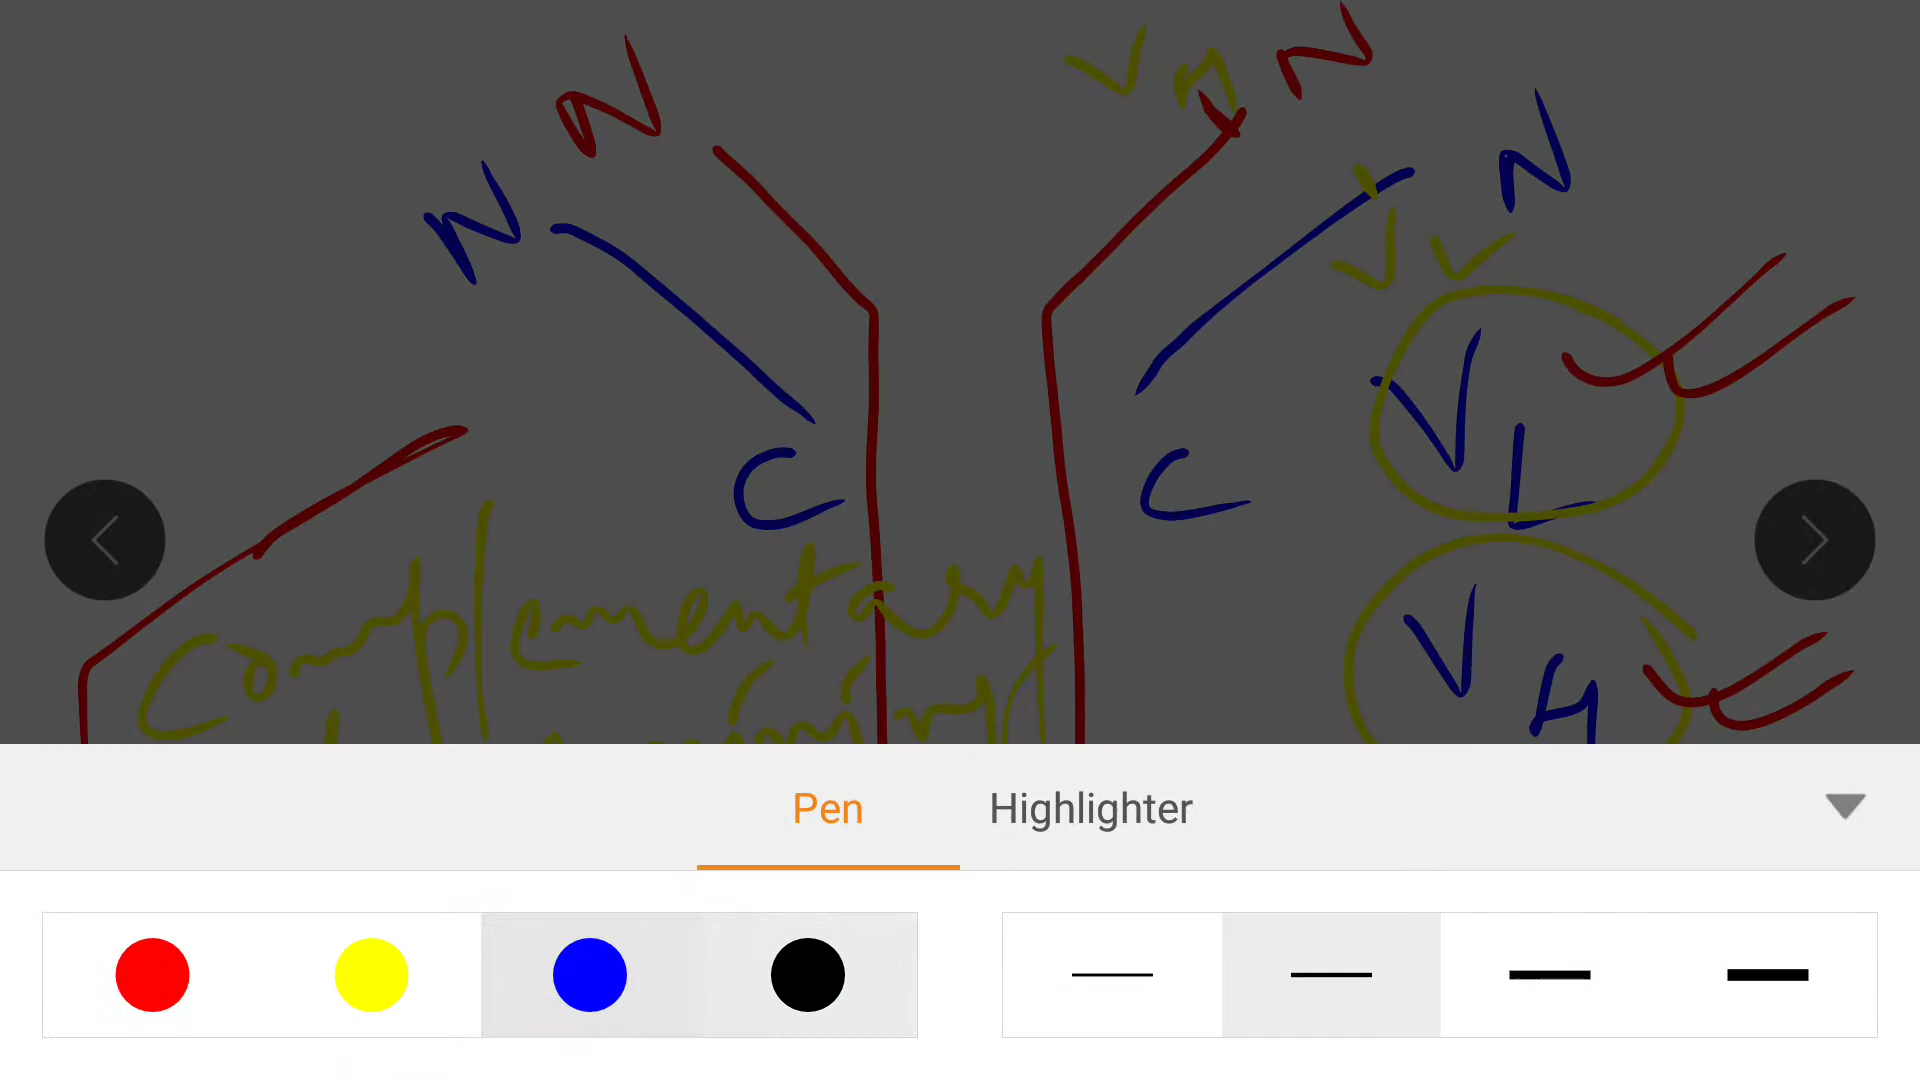 V H N
N
N N
V V
V L
C C
Complementary
V H
Pen Highlighter